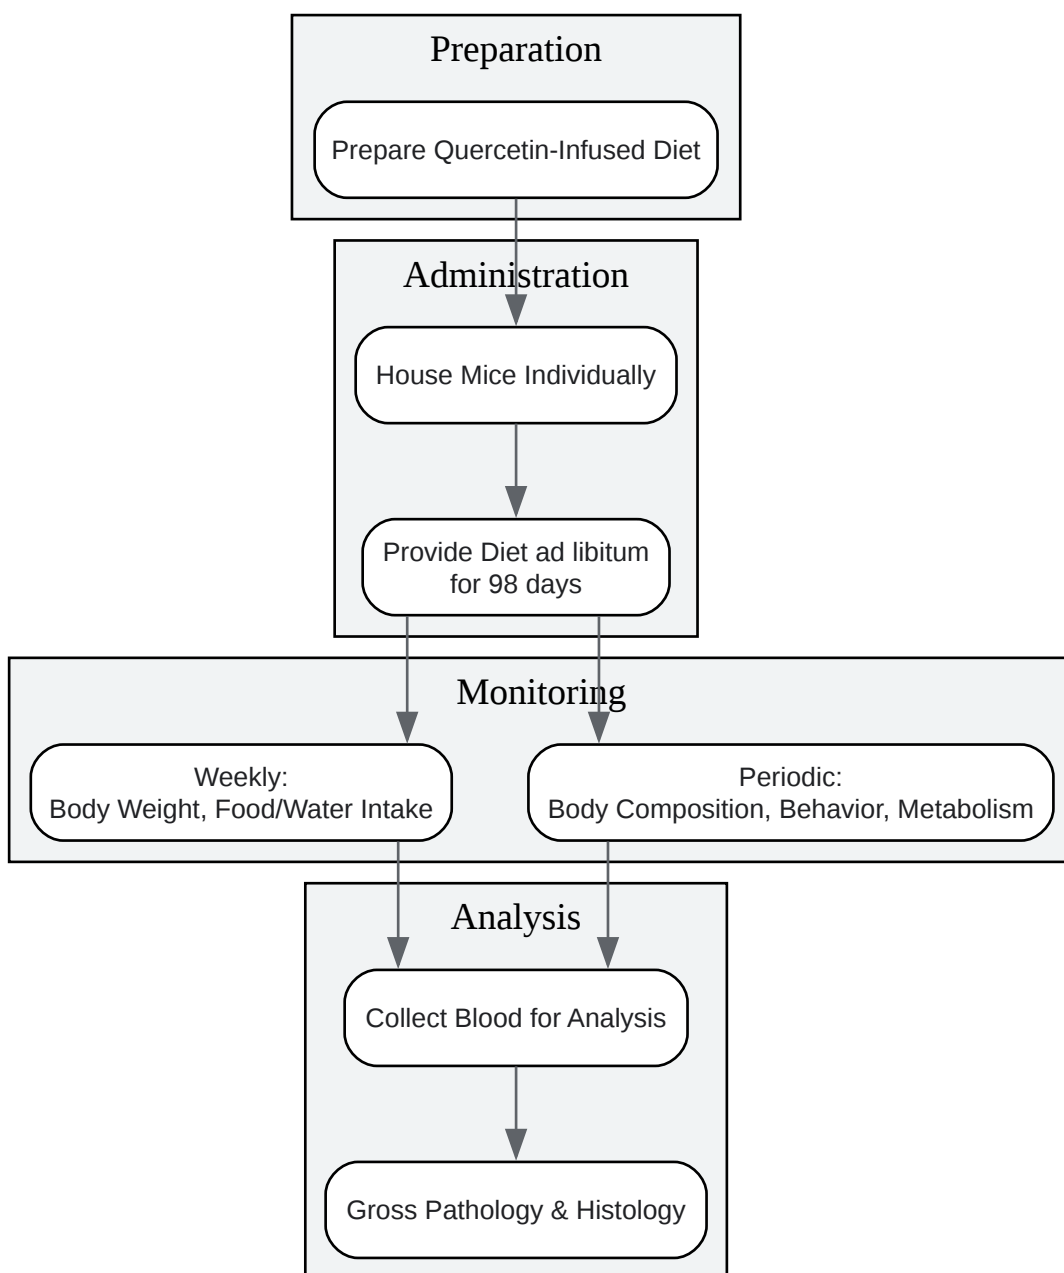 Preparation
Prepare Quercetin-Infused Diet
Administration
House Mice Individually
Provide Diet ad libitum
for 98 days
Monitoring
Weekly:
Body Weight, Food/Water Intake
Periodic:
Body Composition, Behavior, Metabolism
Analysis
Collect Blood for Analysis
Gross Pathology & Histology